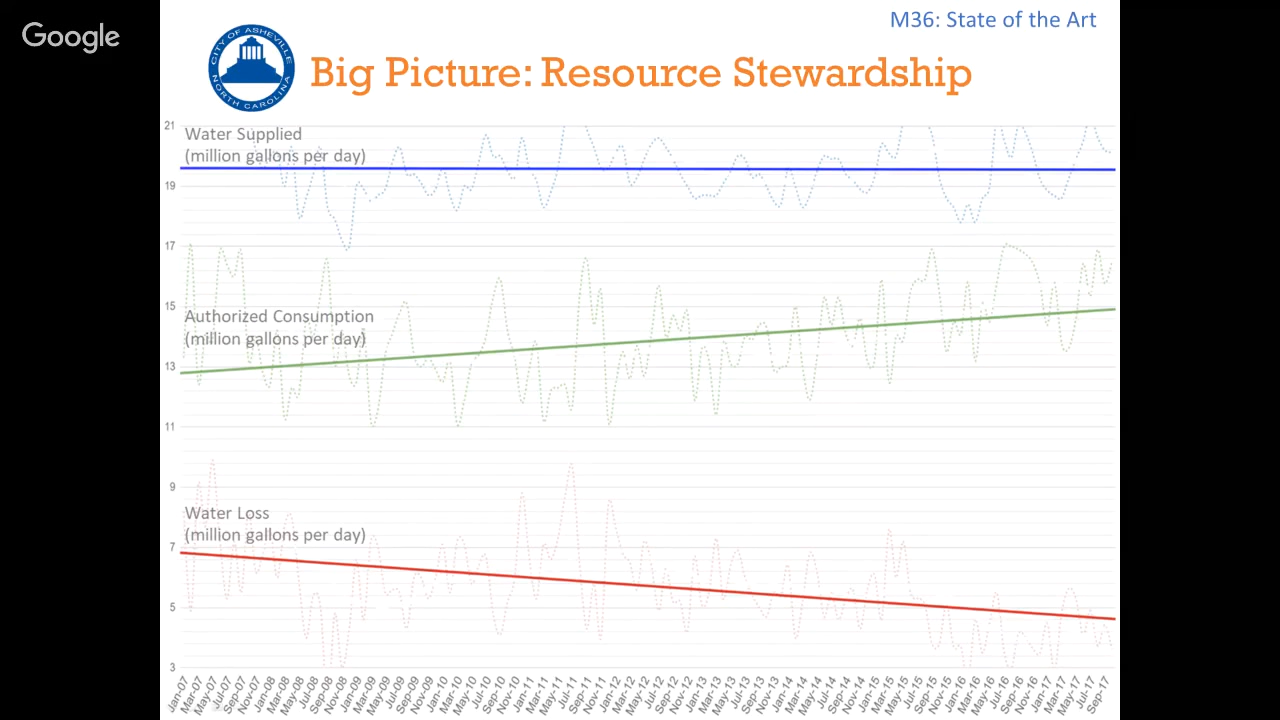 Google
M36: State of the Art
CITY OF ASHEVILLE
NORTH CAROLINA
Big Picture: Resource Stewardship
21
Water Supplied
(million gallons per day)
19
17
15
Authorized Consumption
(million gallons per day)
13
11
9
Water Loss
(million gallons per day)
7
5
3
Jan-07 Mar-07 May-07 Jul-07 Sep-07 Nov-07 Jan-08 Mar-08 May-08 Jul-08 Sep-08 Nov-08 Jan-09 Mar-09 May-09 Jul-09 Sep-09 Nov-09 Jan-10 Mar-10 May-10 Jul-10 Sep-10 Nov-10 Jan-11 Mar-11 May-11 Jul-11 Sep-11 Nov-11 Jan-12 Mar-12 May-12 Jul-12 Sep-12 Nov-12 Jan-13 Mar-13 May-13 Jul-13 Sep-13 Nov-13 Jan-14 Mar-14 May-14 Jul-14 Sep-14 Nov-14 Jan-15 Mar-15 May-15 Jul-15 Sep-15 Nov-15 Jan-16 Mar-16 May-16 Jul-16 Sep-16 Nov-16 Jan-17 Mar-17 May-17 Jul-17 Sep-17